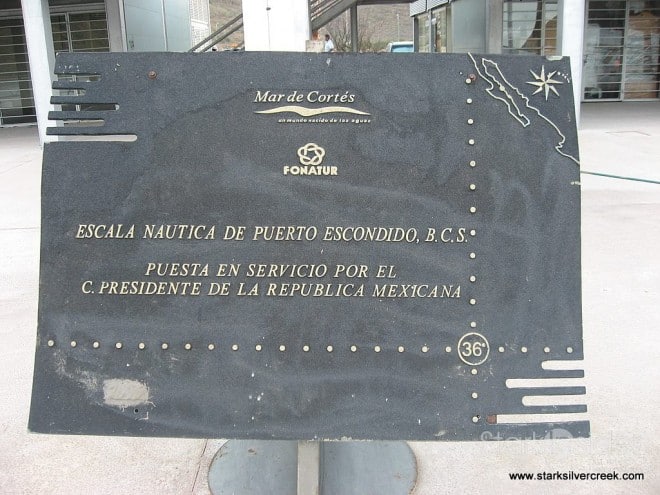 Mar de Cortés
un mundo nacido de las aguas
FONATUR
ESCALA NAUTICA DE PUERTO ESCONDIDO, B.C.S.
PUESTA EN SERVICIO POR EL
C. PRESIDENTE DE LA REPUBLICA MEXICANA
36°
www.starksilvercreek.com